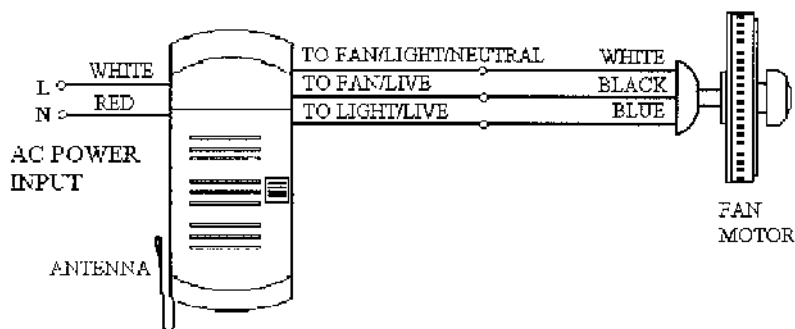 TO FAN/LIGHT/NEUTRAL WHITE
L WHITE TO FAN/LIVE BLACK
N RED TO LIGHT/LIVE BLUE
AC POWER
INPUT
FAN
MOTOR
ANTENNA